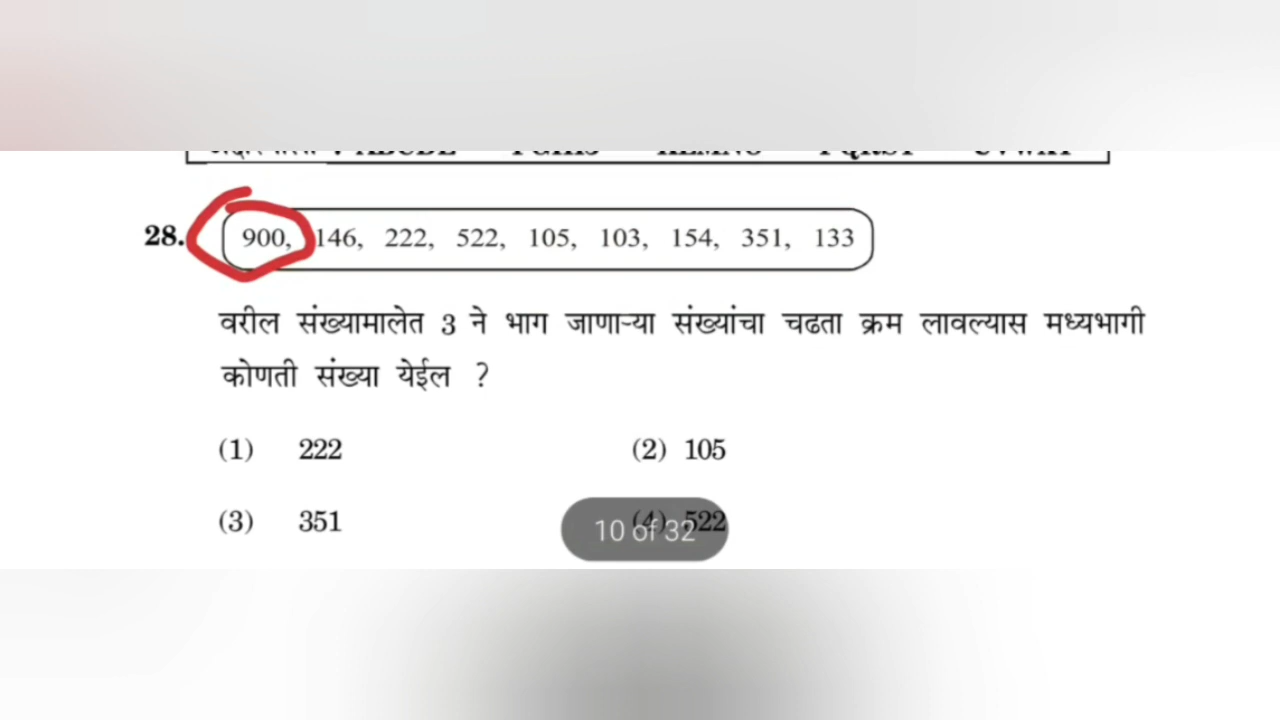 28. 900, 146, 222, 522, 105, 103, 154, 351, 133
वरील संख्यामालेत 3 ने भाग जाणाऱ्या संख्यांचा चढता क्रम लावल्यास मध्यभागी
कोणती संख्या येईल ?
(1) 222 (2) 105
(3) 351 (4) 522
10 of 32